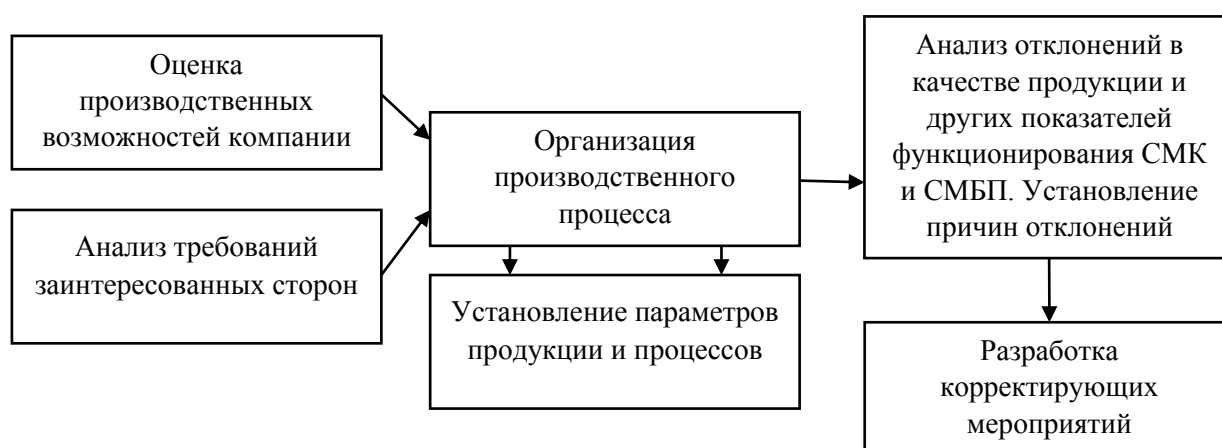 Оценка
производственных
возможностей компании
Анализ требований
заинтересованных сторон
Организация
производственного
процесса
Установление параметров
продукции и процессов
Анализ отклонений в
качестве продукции и
других показателей
функционирования СМК
и СМБП. Установление
причин отклонений
Разработка
корректирующих
мероприятий